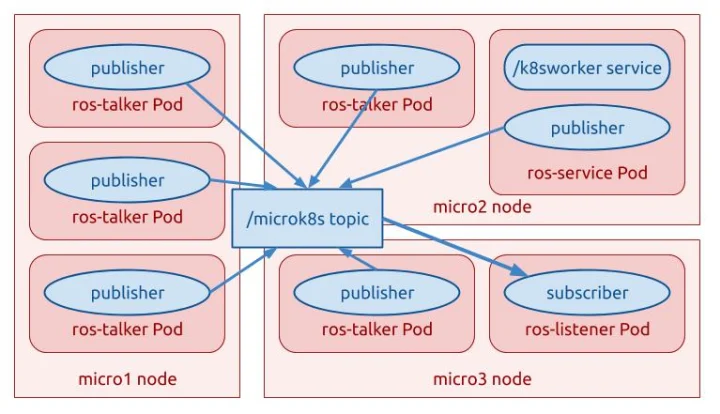 publisher
ros-talker Pod
publisher
ros-talker Pod
publisher
ros-talker Pod
micro1 node
publisher
ros-talker Pod
/k8sworker service
publisher
ros-service Pod
micro2 node
/microk8s topic
publisher
ros-talker Pod
subscriber
ros-listener Pod
micro3 node